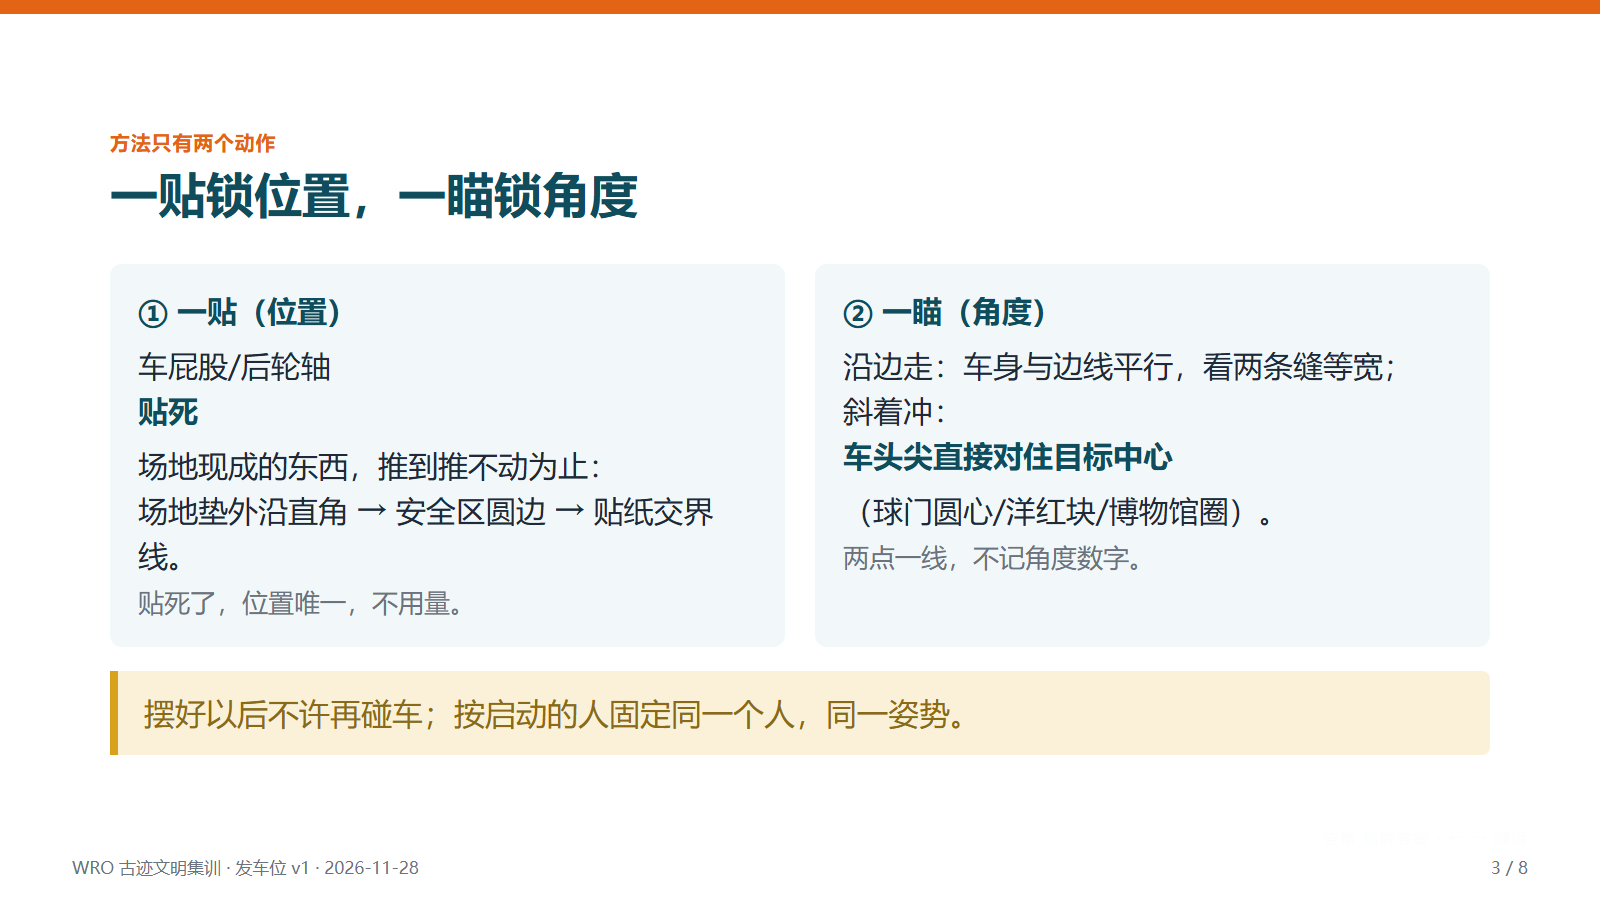 方法只有两个动作
一贴锁位置，一瞄锁角度
① 一贴（位置）
车屁股/后轮轴
贴死
场地现成的东西，推到推不动为止：
场地垫外沿直角 → 安全区圆边 → 贴纸交界
线。
贴死了，位置唯一，不用量。
② 一瞄（角度）
沿边走：车身与边线平行，看两条缝等宽；
斜着冲：
车头尖直接对住目标中心
（球门圆心/洋红块/博物馆圈）。
两点一线，不记角度数字。
摆好以后不许再碰车；按启动的人固定同一个人，同一姿势。
WRO 古迹文明集训 · 发车位 v1 · 2026-11-28
3 / 8